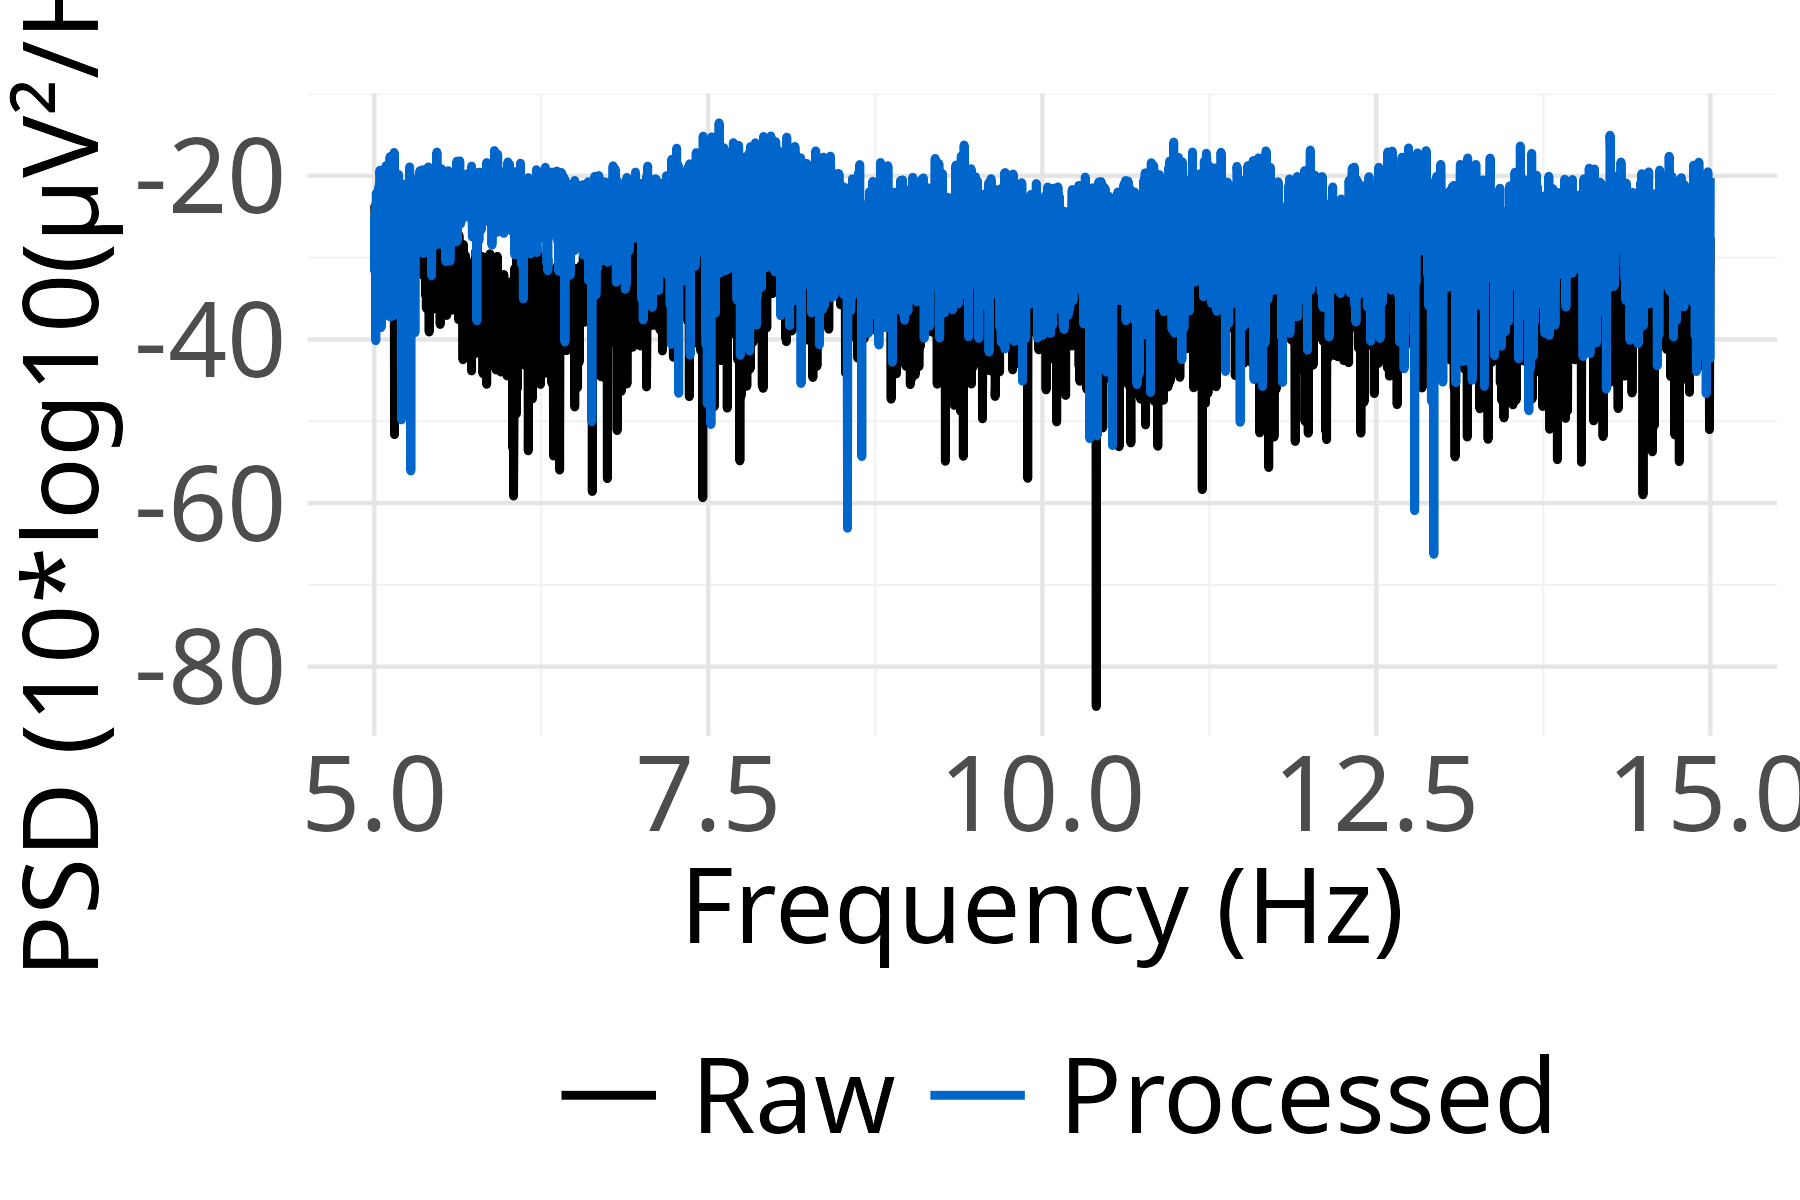 PSD (10*log10(µV²/H
-20
-40
-60
-80
5.0 7.5 10.0 12.5 15.0
Frequency (Hz)
Raw Processed